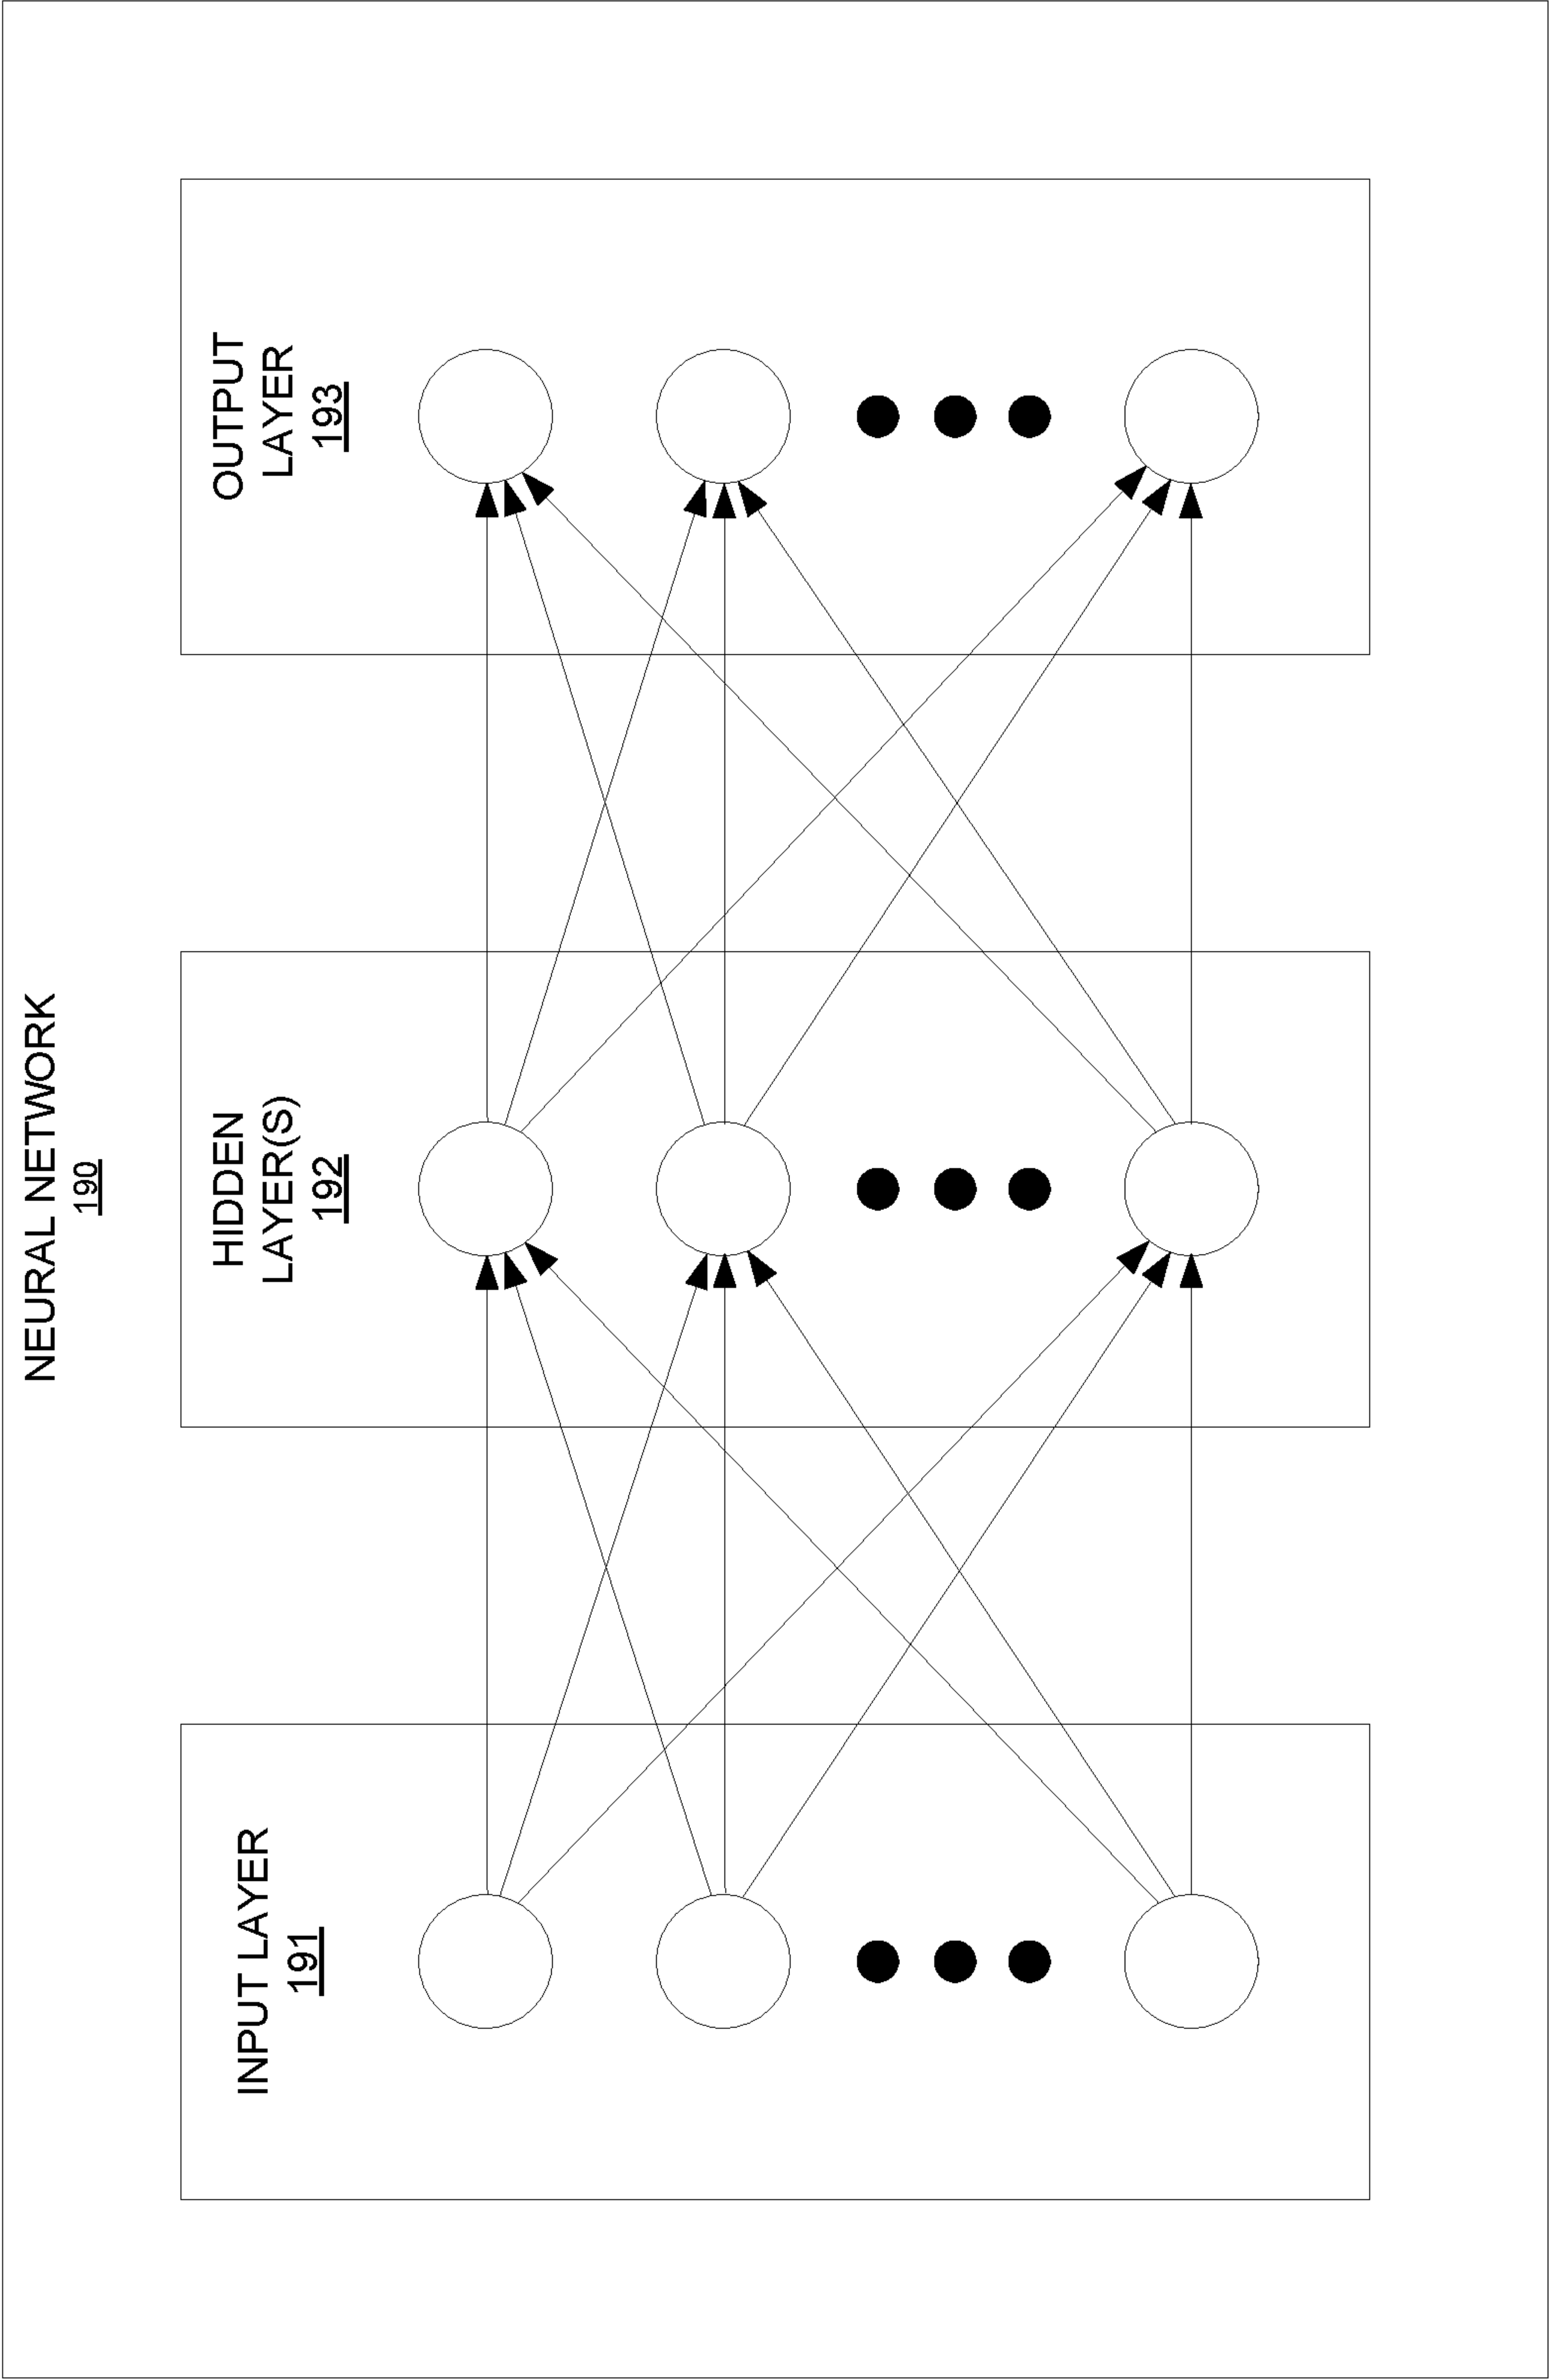 NEURAL NETWORK
190
INPUT LAYER
191
HIDDEN
LAYER(S)
192
OUTPUT
LAYER
193